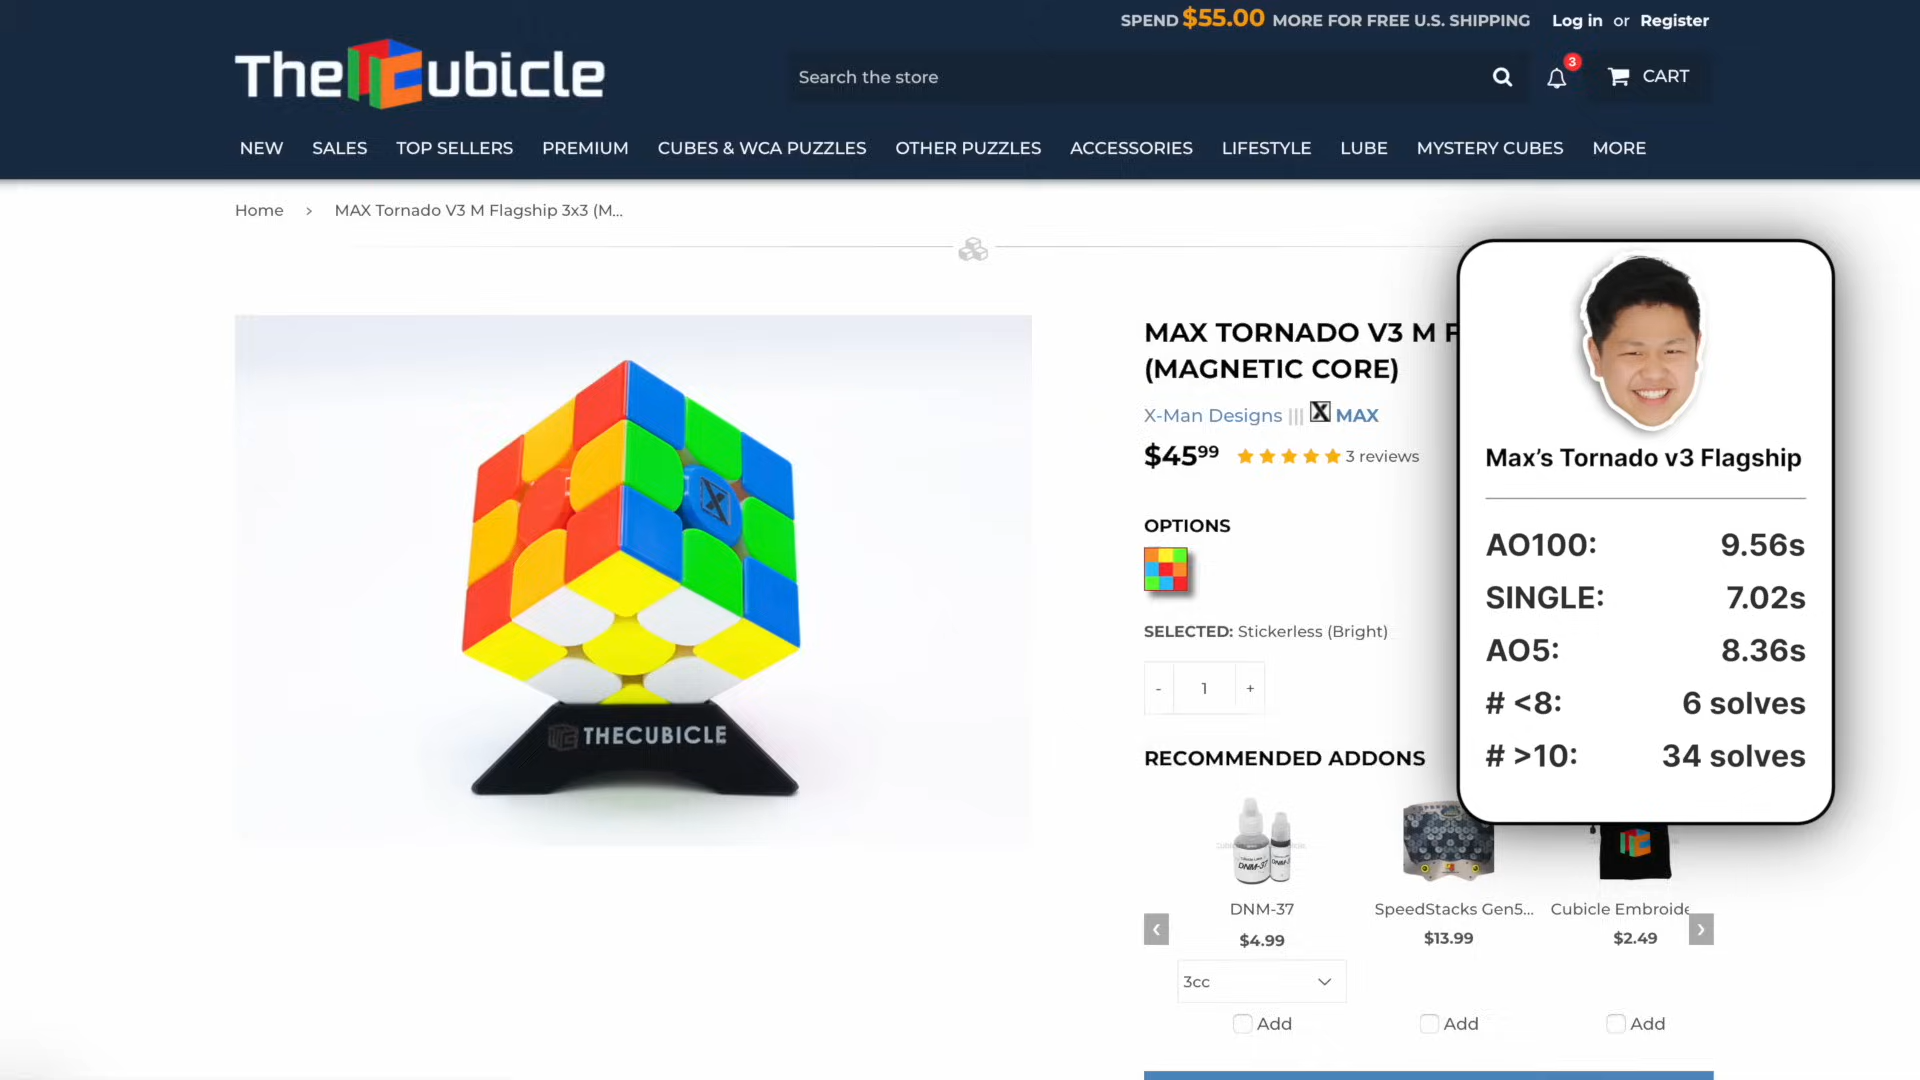 SPEND $55.00 MORE FOR FREE U.S. SHIPPING Log in or Register
TheCubicle
Search the store
3
CART
NEW SALES TOP SELLERS PREMIUM CUBES & WCA PUZZLES OTHER PUZZLES ACCESSORIES LIFESTYLE LUBE MYSTERY CUBES MORE
Home › MAX Tornado V3 M Flagship 3x3 (M...
MAX TORNADO V3 M F
(MAGNETIC CORE)
X-Man Designs ||| X MAX
$45⁹⁹ 3 reviews
OPTIONS
SELECTED: Stickerless (Bright)
- 1 +
X
THECUBICLE
RECOMMENDED ADDONS
DNM-37
DNM-37 SpeedStacks Gen5... Cubicle Embroide
$4.99 $13.99 $2.49
‹ ›
3cc
Add Add Add
Max’s Tornado v3 Flagship
AO100: 9.56s
SINGLE: 7.02s
AO5: 8.36s
# <8: 6 solves
# >10: 34 solves